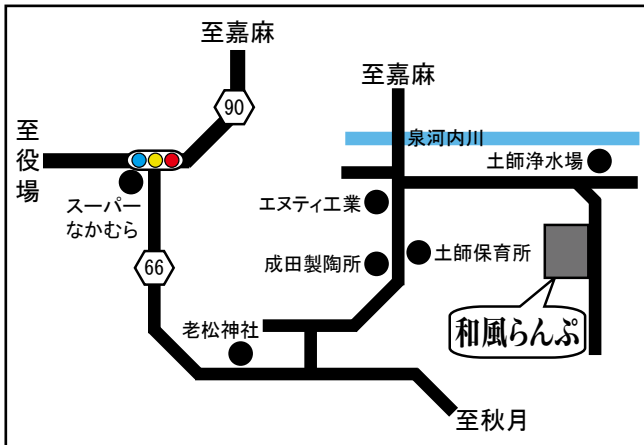 至嘉麻
90
至役場
スーパー
なかむら
66
老松神社
至嘉麻
泉河内川
土師浄水場
エヌティ工業
成田製陶所
土師保育所
和風らんぷ
至秋月